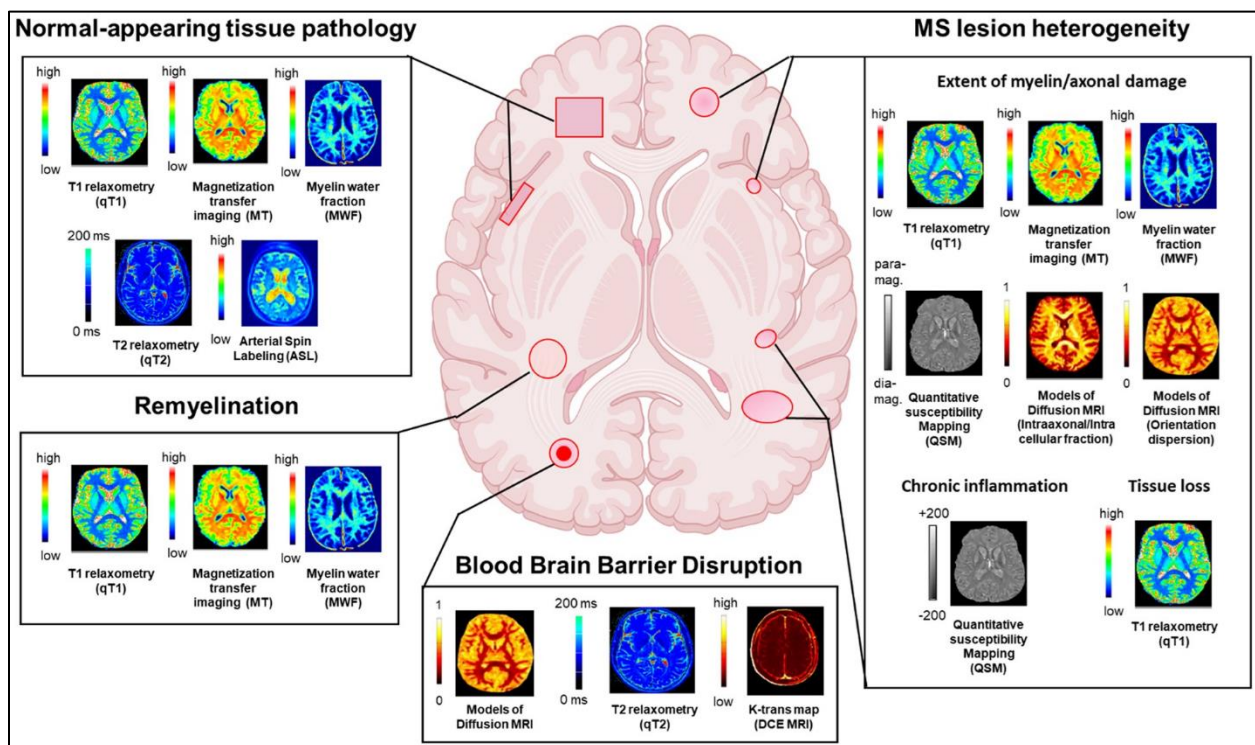 Normal-appearing tissue pathology
high
low
T1 relaxometry
(qT1)
high
low
Magnetization
transfer
imaging (MT)
high
low
Myelin water
fraction
(MWF)
200 ms
0 ms
T2 relaxometry
(qT2)
high
low
Arterial Spin
Labeling (ASL)
Remyelination
high
low
T1 relaxometry
(qT1)
high
low
Magnetization
transfer
imaging (MT)
high
low
Myelin water
fraction
(MWF)
Blood Brain Barrier Disruption
1
0
Models of
Diffusion MRI
200 ms
0 ms
T2 relaxometry
(qT2)
high
low
K-trans map
(DCE MRI)
MS lesion heterogeneity
Extent of myelin/axonal damage
high
low
T1 relaxometry
(qT1)
high
low
Magnetization
transfer
imaging (MT)
high
low
Myelin water
fraction
(MWF)
para-
mag.
dia-
mag.
Quantitative
susceptibility
Mapping
(QSM)
1
0
Models of
Diffusion MRI
(Intraaxonal/Intra
cellular fraction)
1
0
Models of
Diffusion MRI
(Orientation
dispersion)
Chronic inflammation
+200
-200
Quantitative
susceptibility
Mapping
(QSM)
Tissue loss
high
low
T1 relaxometry
(qT1)